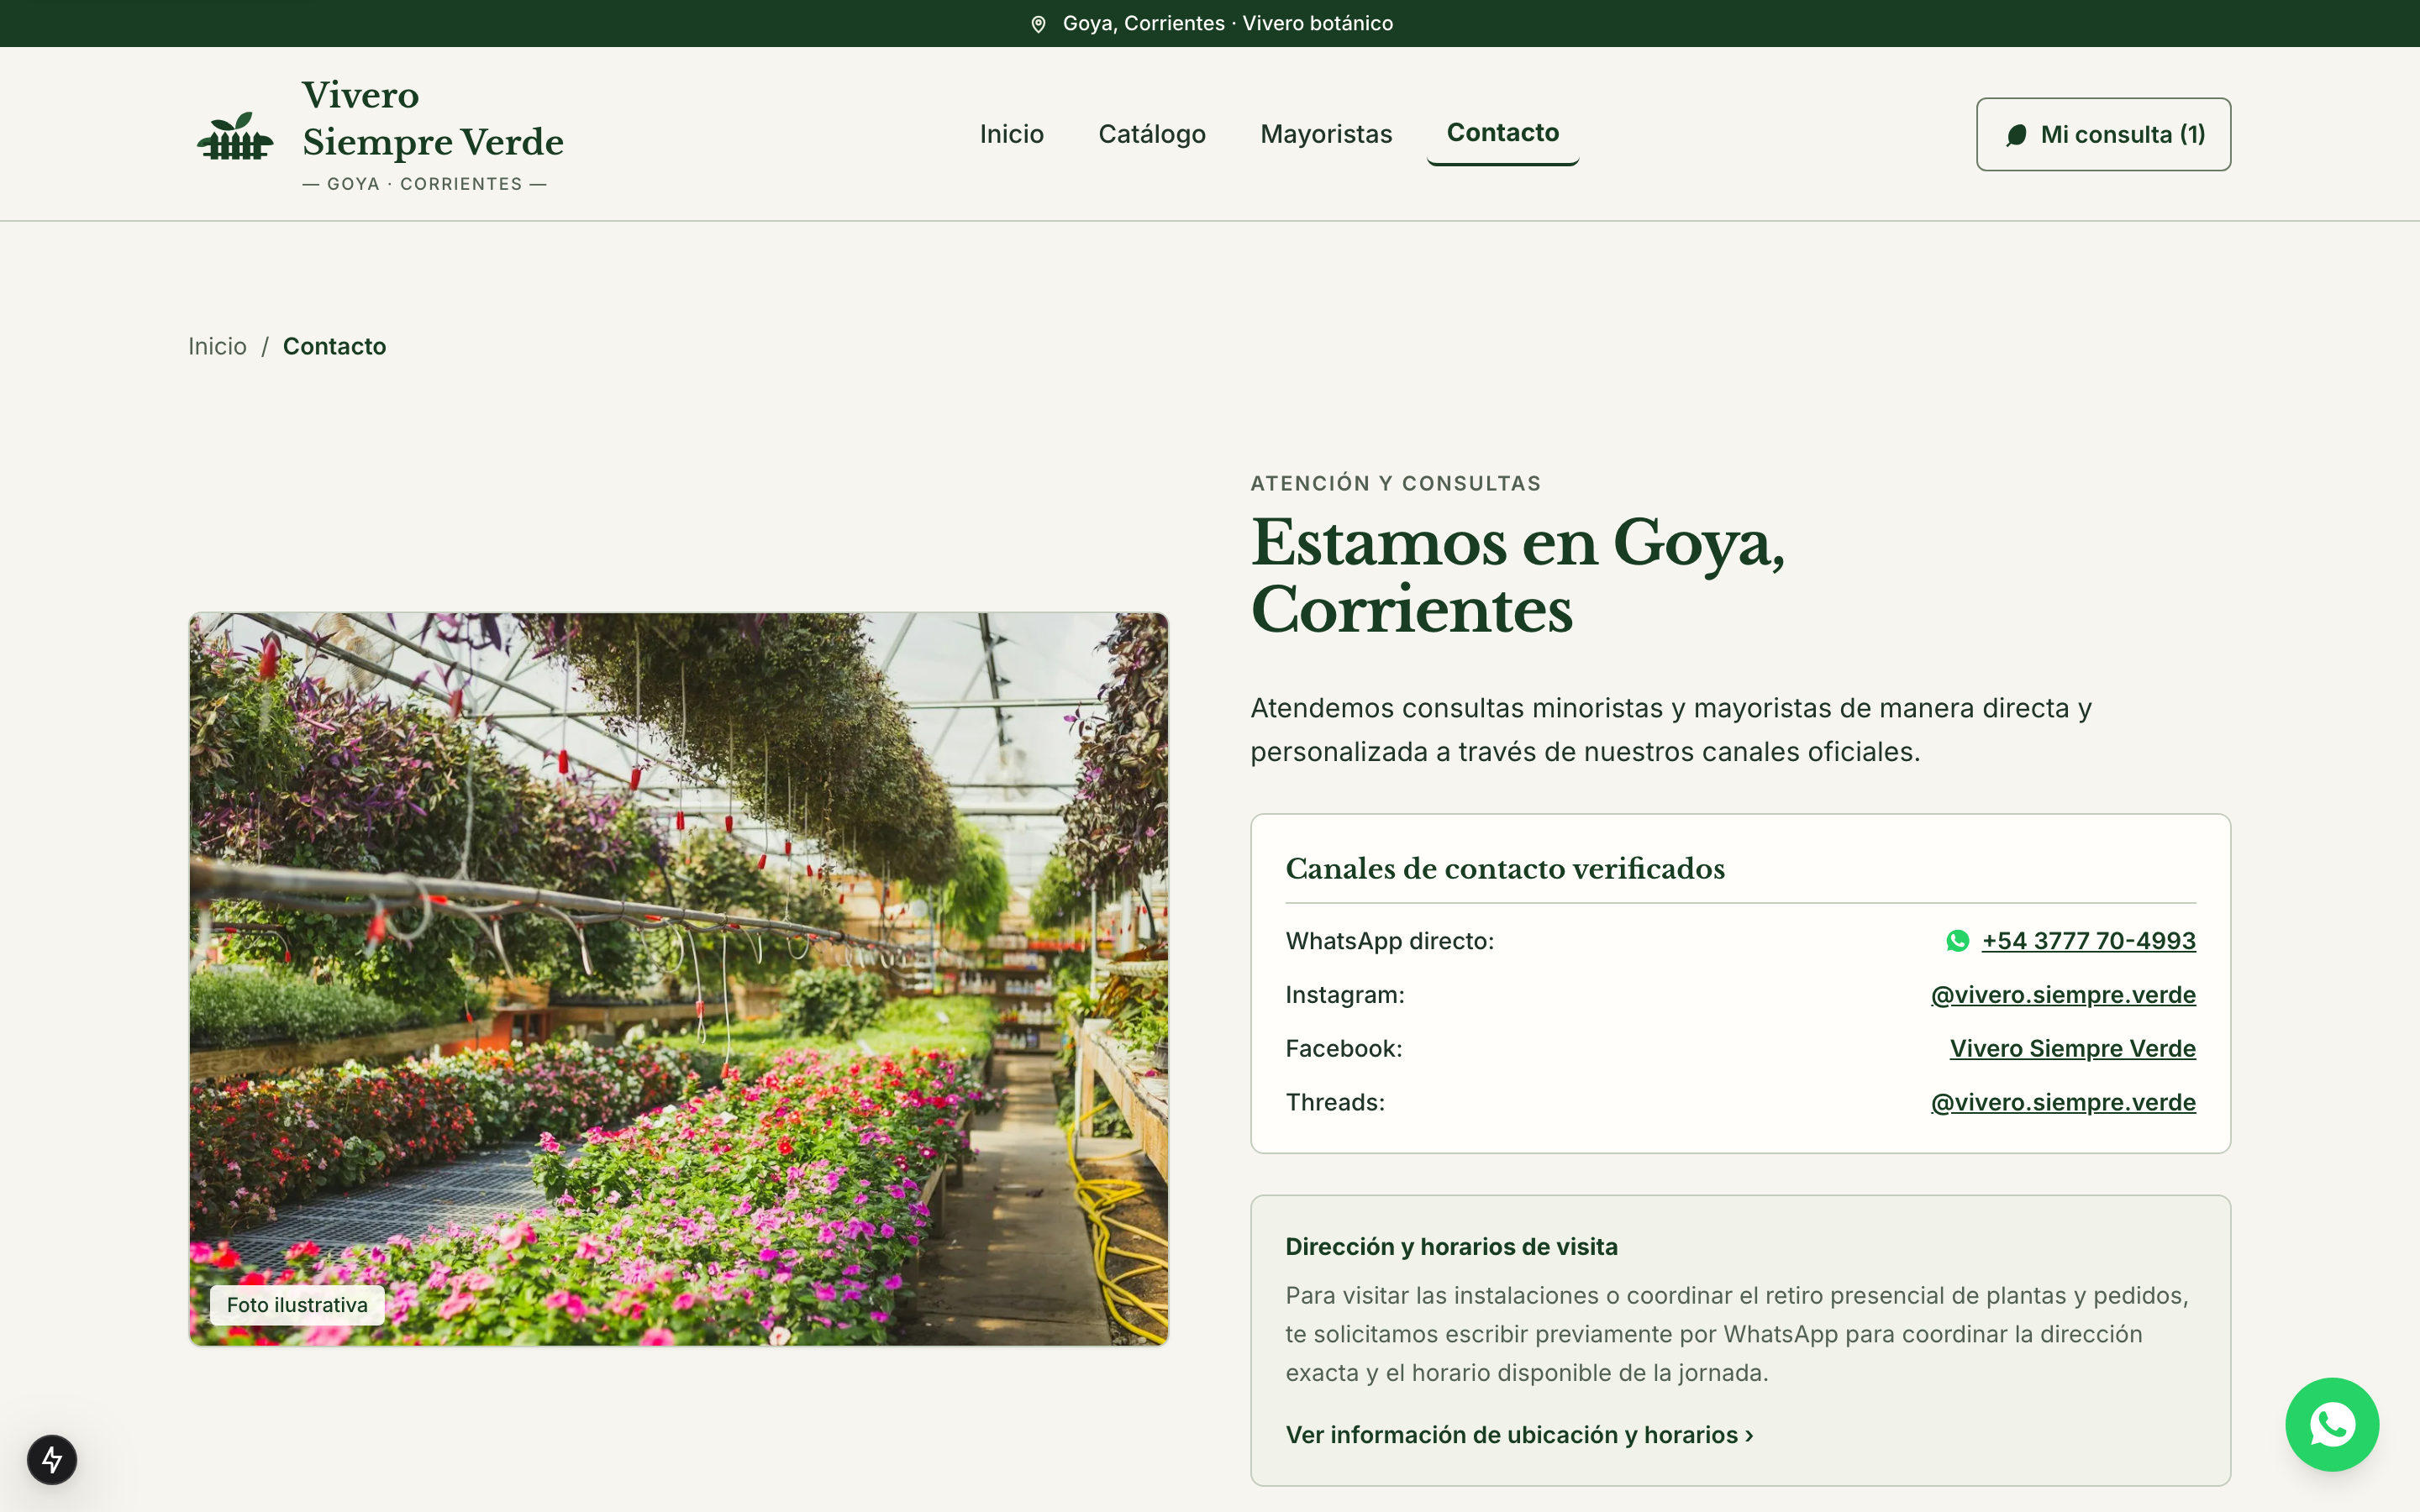 Goya, Corrientes · Vivero botánico
Vivero
Siempre Verde
— GOYA · CORRIENTES —
Inicio
Catálogo
Mayoristas
Contacto
Mi consulta (1)
Inicio / Contacto
ATENCIÓN Y CONSULTAS
Estamos en Goya,
Corrientes
Atendemos consultas minoristas y mayoristas de manera directa y
personalizada a través de nuestros canales oficiales.
Canales de contacto verificados
WhatsApp directo: +54 3777 70-4993
Instagram: @vivero.siempre.verde
Facebook: Vivero Siempre Verde
Threads: @vivero.siempre.verde
Dirección y horarios de visita
Para visitar las instalaciones o coordinar el retiro presencial de plantas y pedidos,
te solicitamos escribir previamente por WhatsApp para coordinar la dirección
exacta y el horario disponible de la jornada.
Ver información de ubicación y horarios ›
Foto ilustrativa